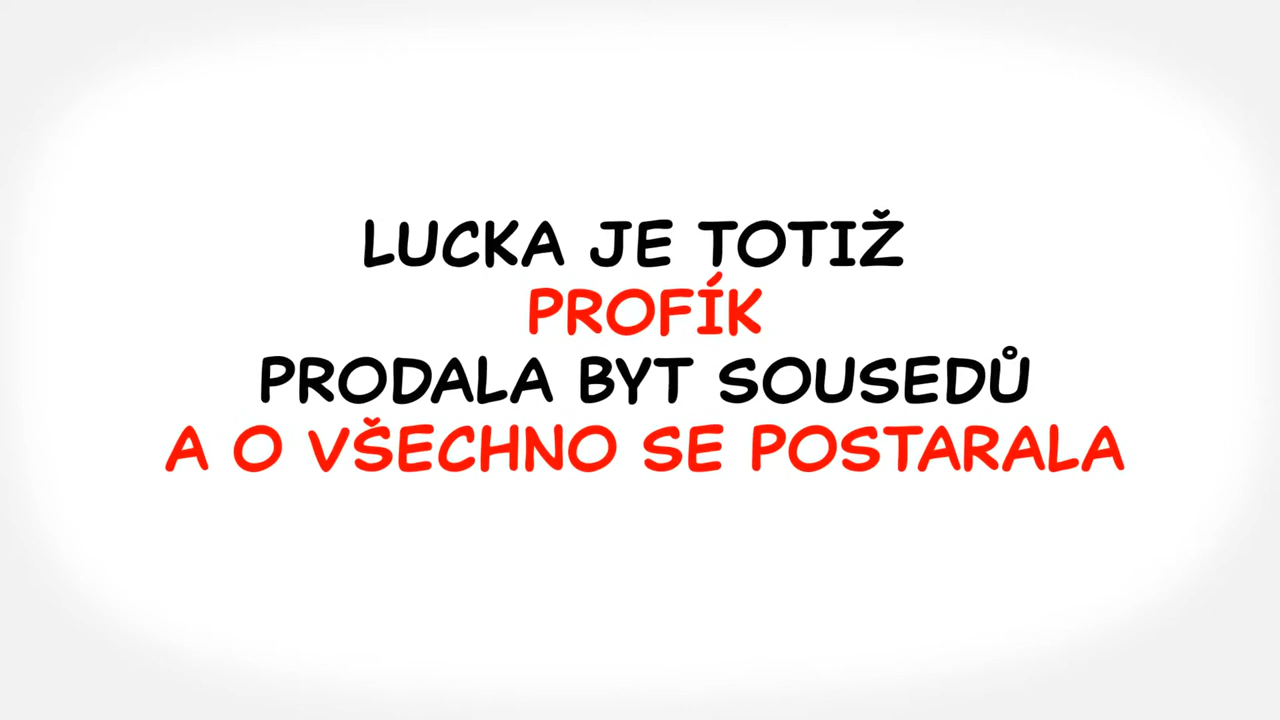 LUCKA JE TOTIŽ
PROFÍK
PRODALA BYT SOUSEDŮ
A O VŠECHNO SE POSTARALA